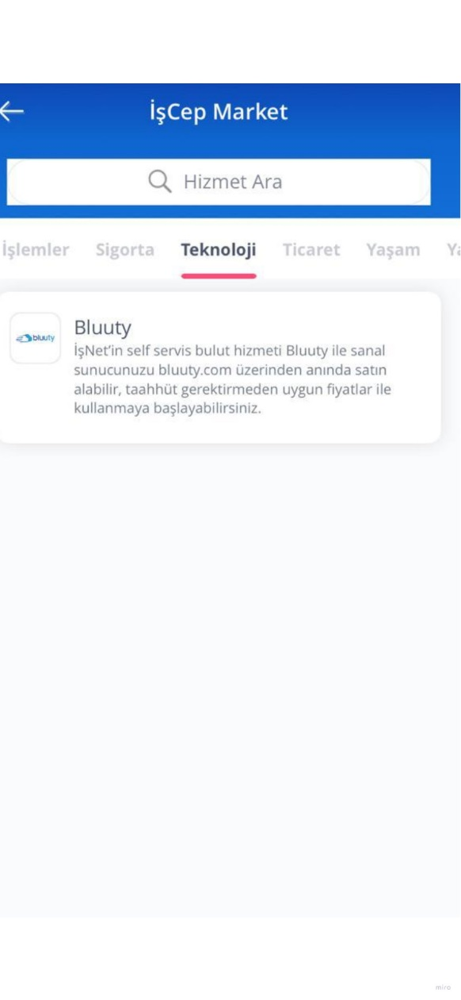 İşCep Market
Hizmet Ara
İşlemler Sigorta Teknoloji Ticaret Yaşam
bluuty
Bluuty
İşNet’in self servis bulut hizmeti Bluuty ile sanal
sunucunuzu bluuty.com üzerinden anında satın
alabilir, taahhüt gerektirmeden uygun fiyatlar ile
kullanmaya başlayabilirsiniz.
miro